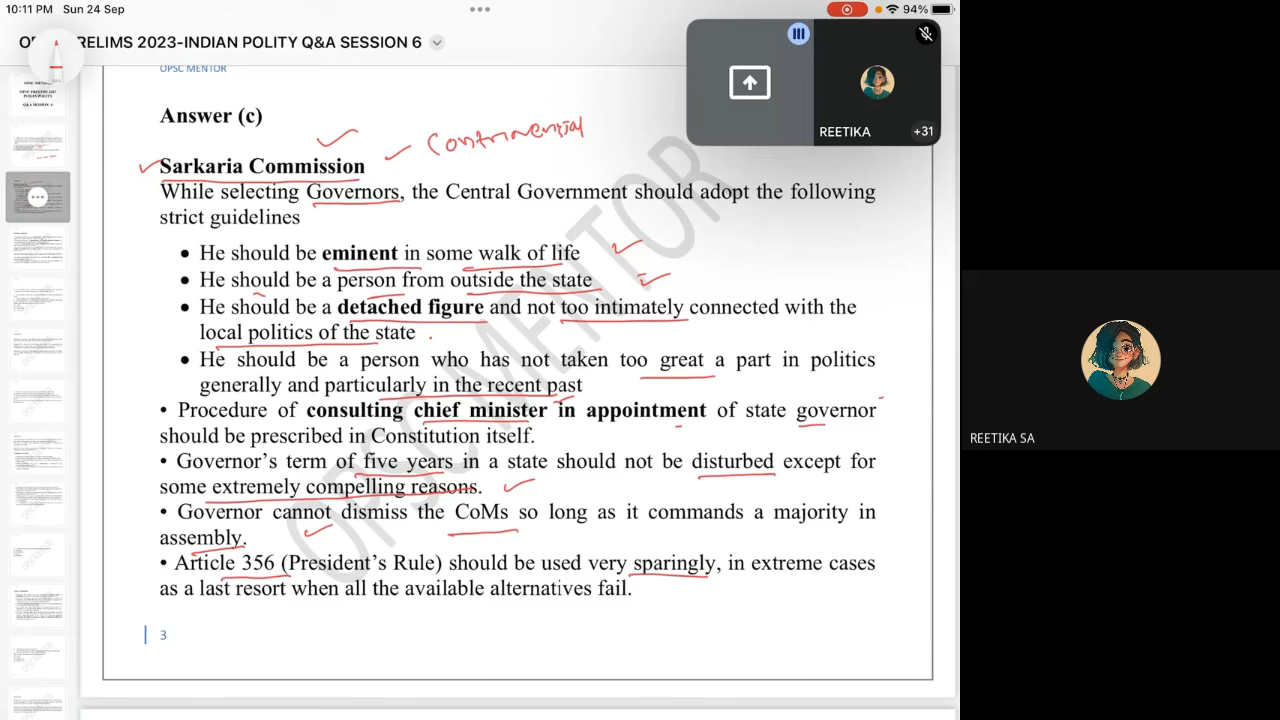 10:11 PM Sun 24 Sep
94%
RELIMS 2023-INDIAN POLITY Q&A SESSION 6
REETIKA
+31
OPSC MENTOR
Answer (c)
Sarkaria Commission
While selecting Governors, the Central Government should adopt the following
strict guidelines
He should be eminent in some walk of life
• He should be a person from outside the state
He should be a detached figure and not too intimately connected with the
local politics of the state
He should be a person who has not taken too great a part in politics
generally and particularly in the recent past
• Procedure of consulting chief minister in appointment of state governor
should be prescribed in Constitution itself.
• Governor's term of five years in a state should not be disturbed except for
some extremely compelling reasons
• Governor cannot dismiss the CoMs so long as it commands a majority in
assembly.
• Article 356 (President's Rule) should be used very sparingly, in extreme cases
as a last resort when all the available alternatives fail.
3
OPSC MENTOR
REETIKA SA